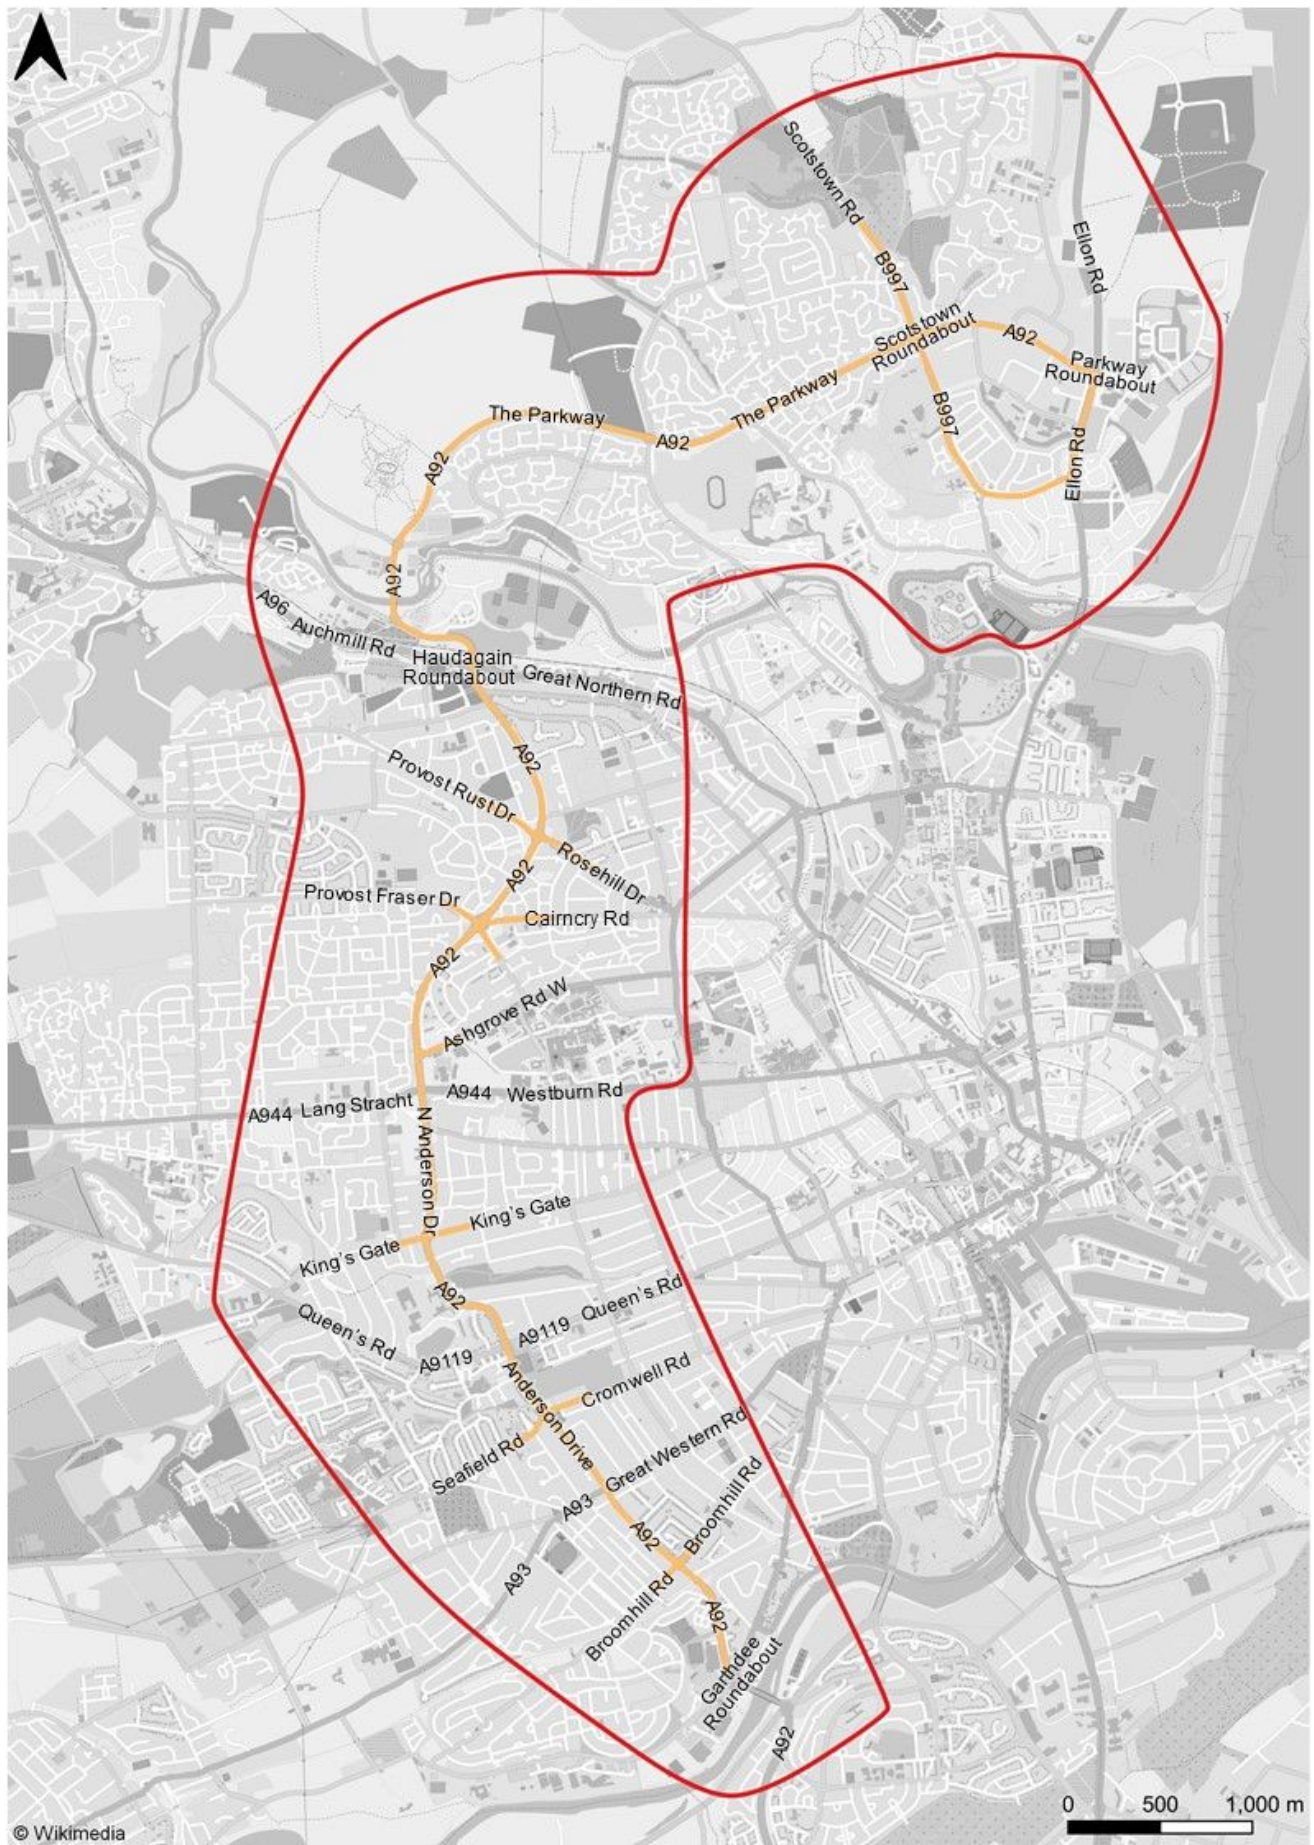 Scotstown Rd
Ellon Rd
B997
Scotstown
Roundabout
A92
Parkway
Roundabout
The Parkway
B997
The Parkway
A92
Ellon Rd
A92
A92
A96
Auchmill Rd
Haudagain
Roundabout
Great Northern Rd
A92
Provost Rust Dr
Rosehill Dr
A92
Provost Fraser Dr
Cairncry Rd
A92
Ashgrove Rd W
A944 Lang Stracht
A944 Westburn Rd
N Anderson Dr
King's Gate
King's Gate
A92
Queen's Rd
A9119
A9119 Queen's Rd
Anderson Drive
Cromwell Rd
Seafield Rd
Great Western Rd
A93
A92
Broomhill Rd
A93
Broomhill Rd
A92
Garthdee
Roundabout
A92
0 500 1,000 m
© Wikimedia